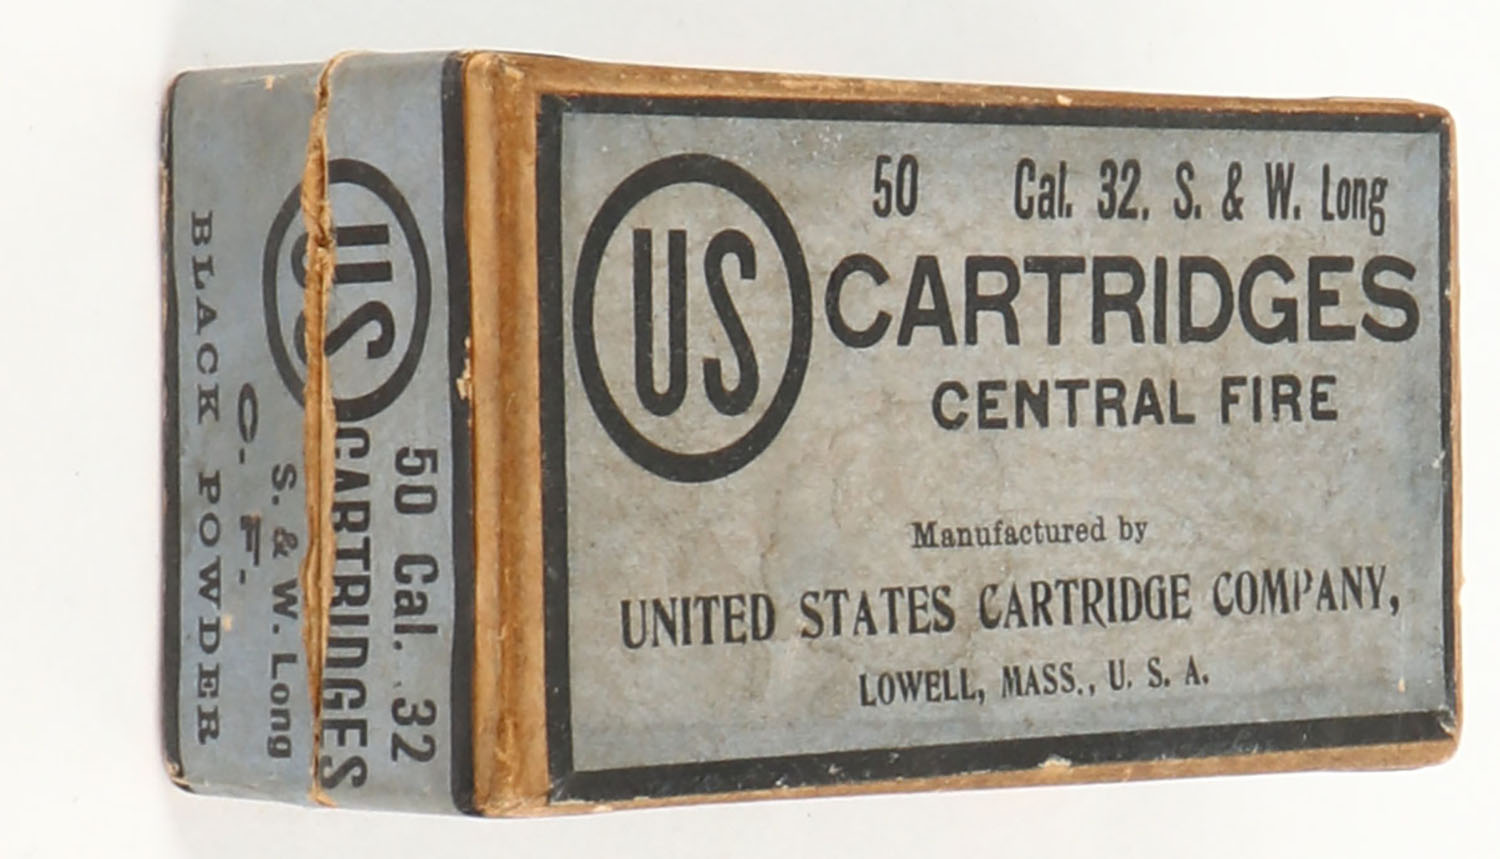 US
50 Cal. 32. S. & W. Long
CARTRIDGES
CENTRAL FIRE
Manufactured by
UNITED STATES CARTRIDGE COMPANY,
LOWELL, MASS., U. S. A.
50 Cal. 32
US CARTRIDGES
S. & W. Long
C. F.
BLACK POWDER